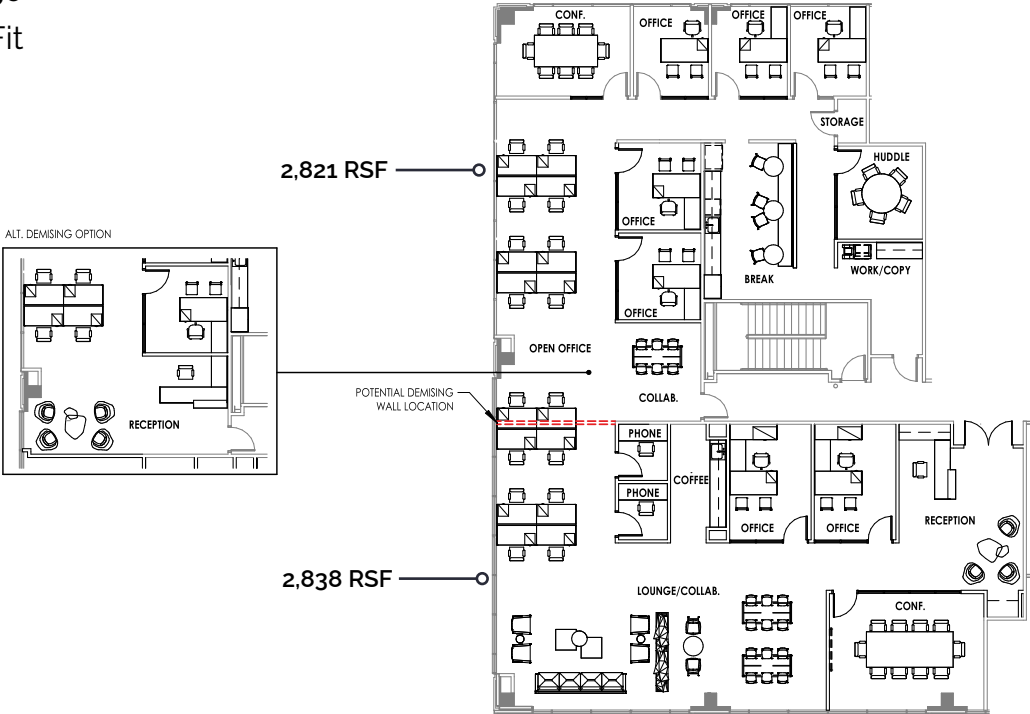 Fit
CONF.
OFFICE
OFFICE
OFFICE
STORAGE
2,821 RSF
HUDDLE
OFFICE
ALT. DEMISING OPTION
BREAK
WORK/COPY
OFFICE
OPEN OFFICE
POTENTIAL DEMISING
WALL LOCATION
COLLAB.
RECEPTION
PHONE
COFFEE
PHONE
OFFICE
OFFICE
RECEPTION
2,838 RSF
LOUNGE/COLLAB.
CONF.